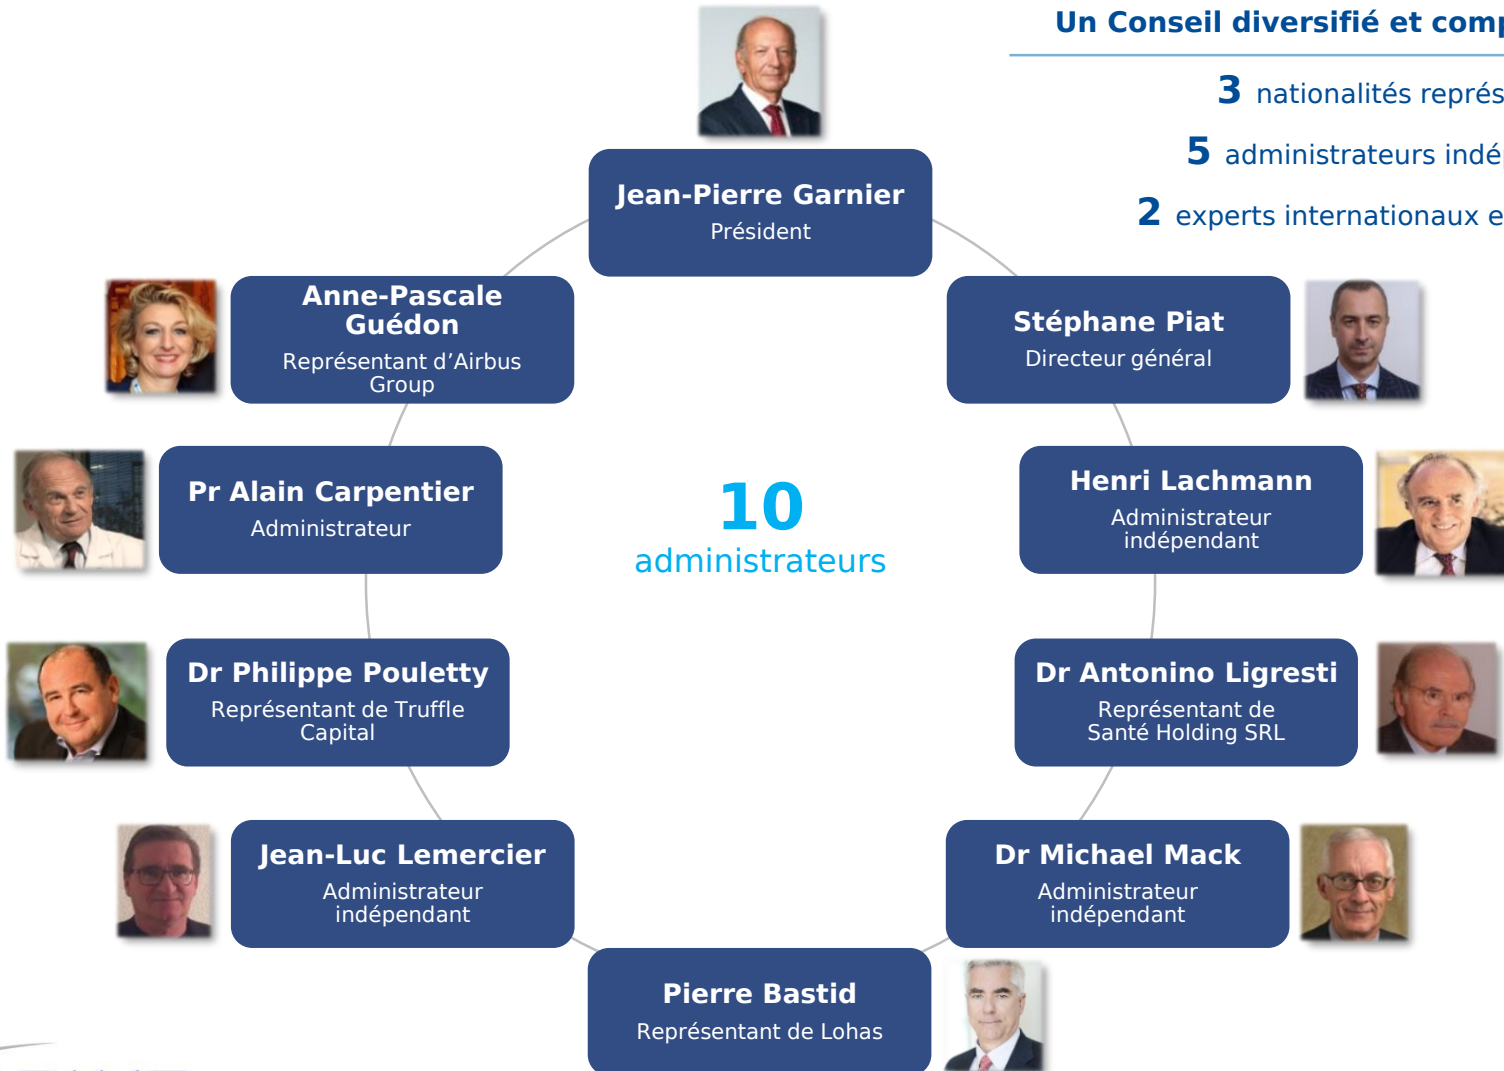 Un Conseil diversifié et
3 nationalités
5 administrateurs
2 experts internationaux
Jean-Pierre Garnier
Président
Anne-Pascale
Guédon
Représentant d’Airbus
Group
Stéphane Piat
Directeur général
Pr Alain Carpentier
Administrateur
10
administrateurs
Henri Lachmann
Administrateur
indépendant
Dr Philippe Pouletty
Représentant de Truffle
Capital
Dr Antonino Ligresti
Représentant de
Santé Holding SRL
Jean-Luc Lemercier
Administrateur
indépendant
Dr Michael Mack
Administrateur
indépendant
Pierre Bastid
Représentant de Lohas